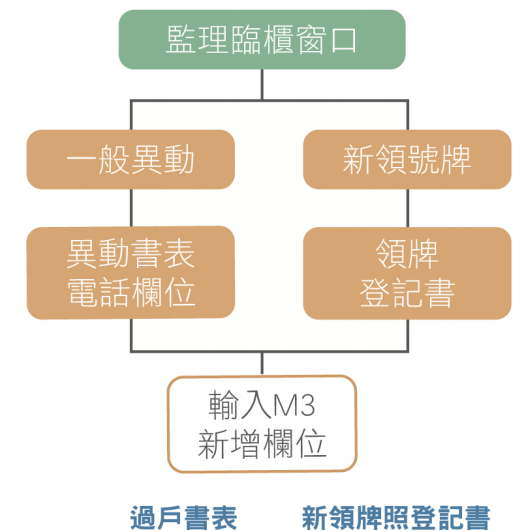 監理臨櫃窗口
一般異動
新領號牌
異動書表
電話欄位
領牌
登記書
輸入M3
新增欄位
過戶書表
新領牌照登記書